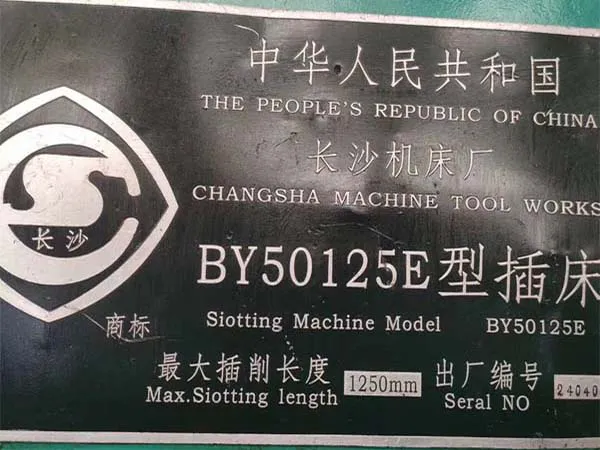 中华人民共和国
THE PEOPLE'S REPUBLIC OF CHINA
长沙机床厂
CHANGSHA MACHINE TOOL WORKS
长沙
商标
BY50125E型插床
Siotting Machine Model BY50125E
最大插削长度 1250mm 出厂编号 24040
Max.Siotting length Seral NO